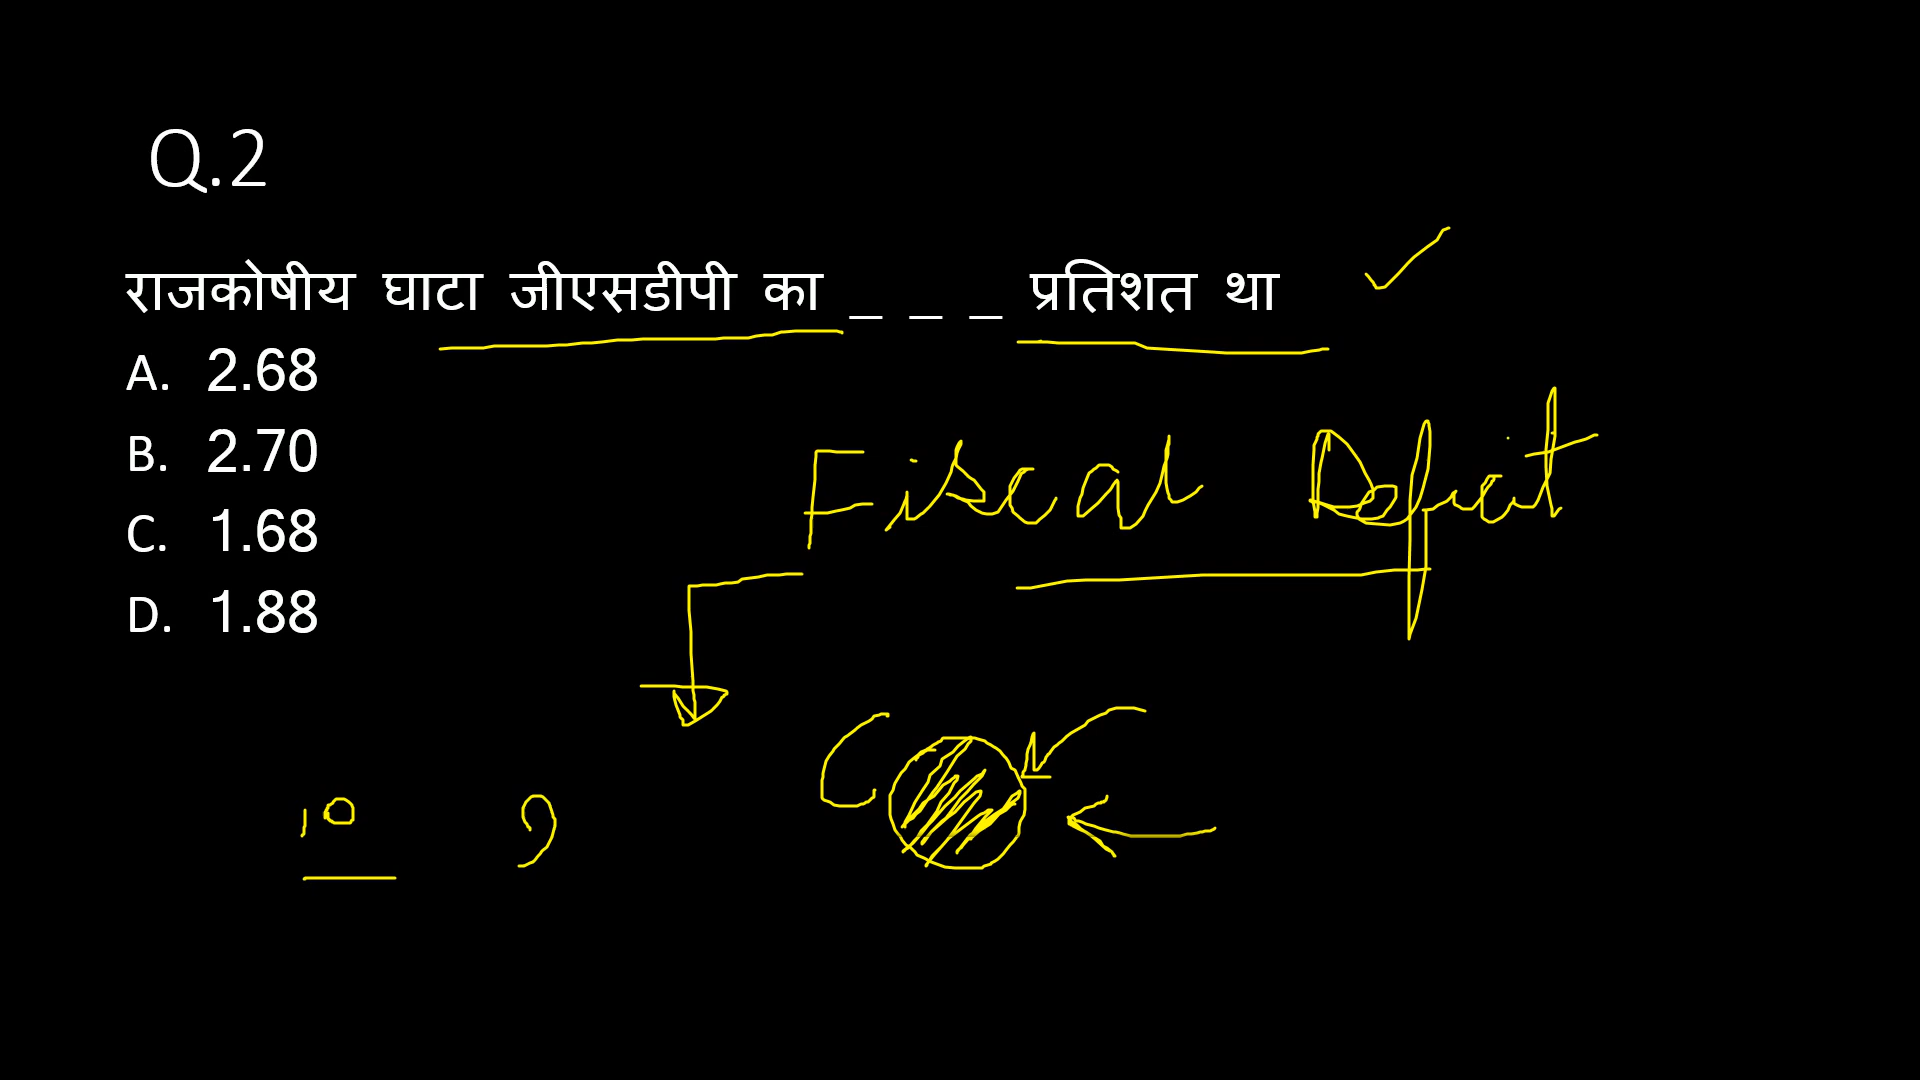 Q.2
राजकोषीय घाटा जीएसडीपी का _ _ _ प्रतिशत था
A. 2.68
B. 2.70
C. 1.68
D. 1.88
Fiscal Deficit
10 9